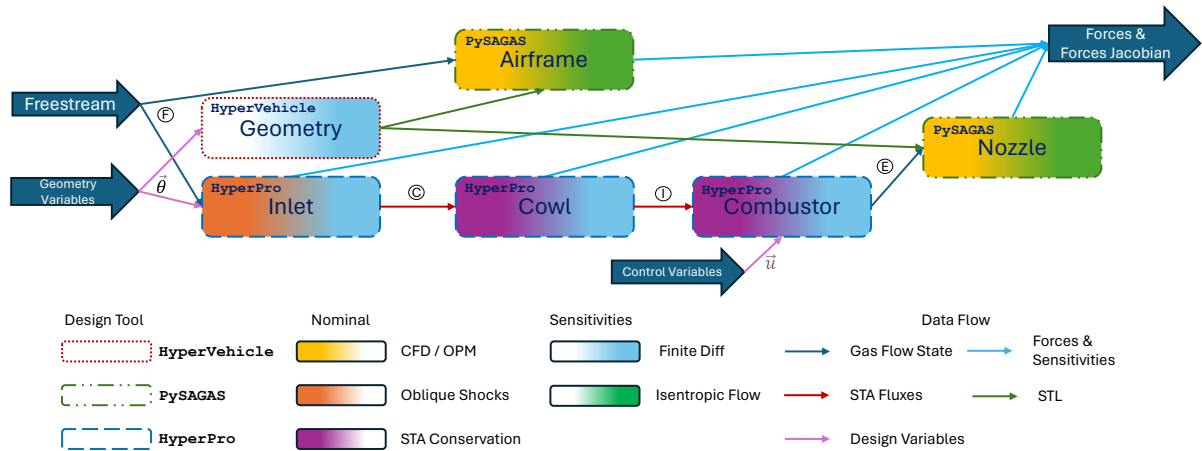 PySAGAS
Airframe
Forces &
Forces Jacobian
Freestream
Ⓕ
HyperVehicle
Geometry
PySAGAS
Nozzle
Geometry
Variables
θ⃗
HyperPro
Inlet
Ⓒ
HyperPro
Cowl
Ⓘ
HyperPro
Combustor
Ⓔ
Control Variables
u⃗
Design Tool
Nominal
Sensitivities
Data Flow
HyperVehicle
CFD / OPM
Finite Diff
Gas Flow State
Forces &
Sensitivities
PySAGAS
Oblique Shocks
Isentropic Flow
STA Fluxes
STL
HyperPro
STA Conservation
Design Variables